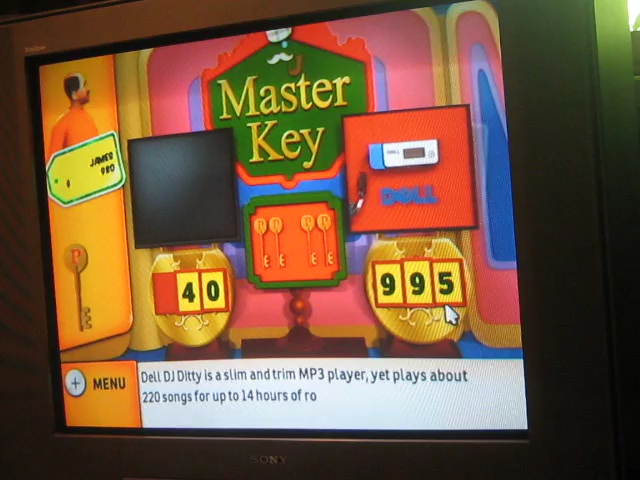 Master
Key
JAMES
980
DELL
DELL
P
P P P P
40
995
+ MENU
Dell DJ Ditty is a slim and trim MP3 player, yet plays about
220 songs for up to 14 hours of ro
SONY